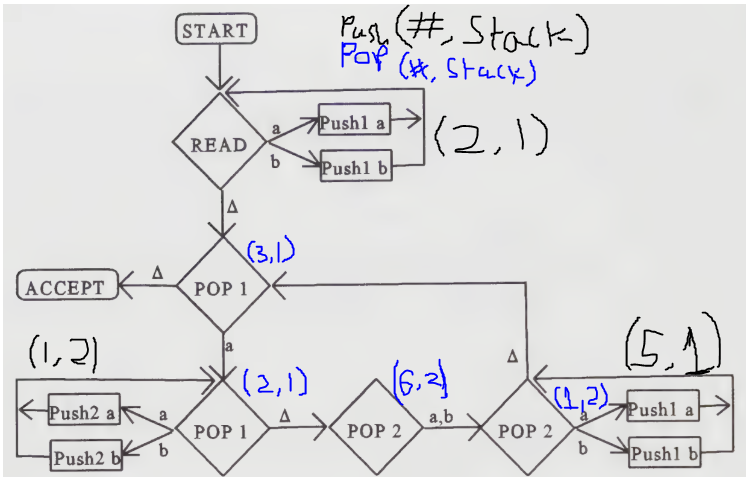 START
Push (#, Stack)
Pop (#, Stack)
READ
a
Push1 a
b
Push1 b
(2, 1)
Δ
(3,1)
ACCEPT
Δ
POP 1
a
(1, 2)
(2,1)
(6,2)
(1,2)
(5,1)
Push2 a
a
b
Push2 b
POP 1
Δ
POP 2
a,b
POP 2
Δ
a
Push1 a
b
Push1 b